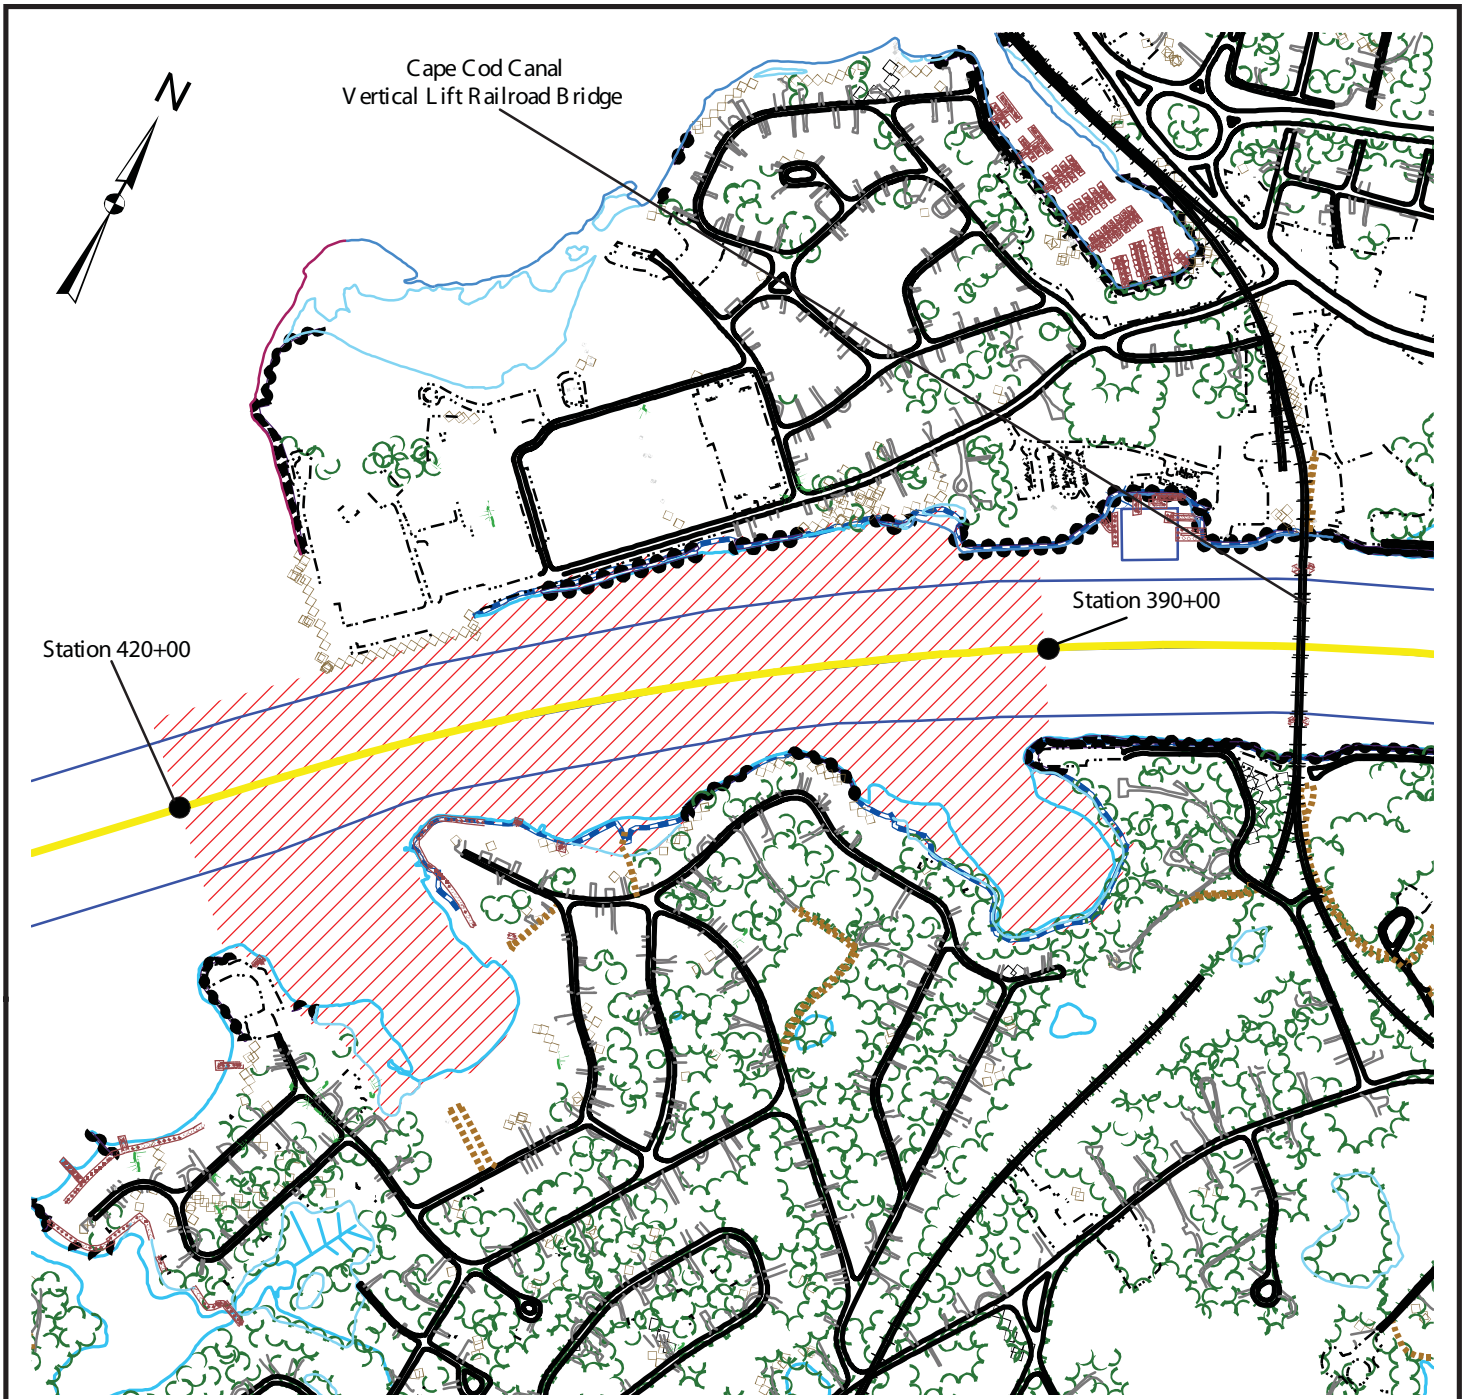 N
Cape Cod Canal
Vertical Lift Railroad Bridge
Station 390+00
Station 420+00